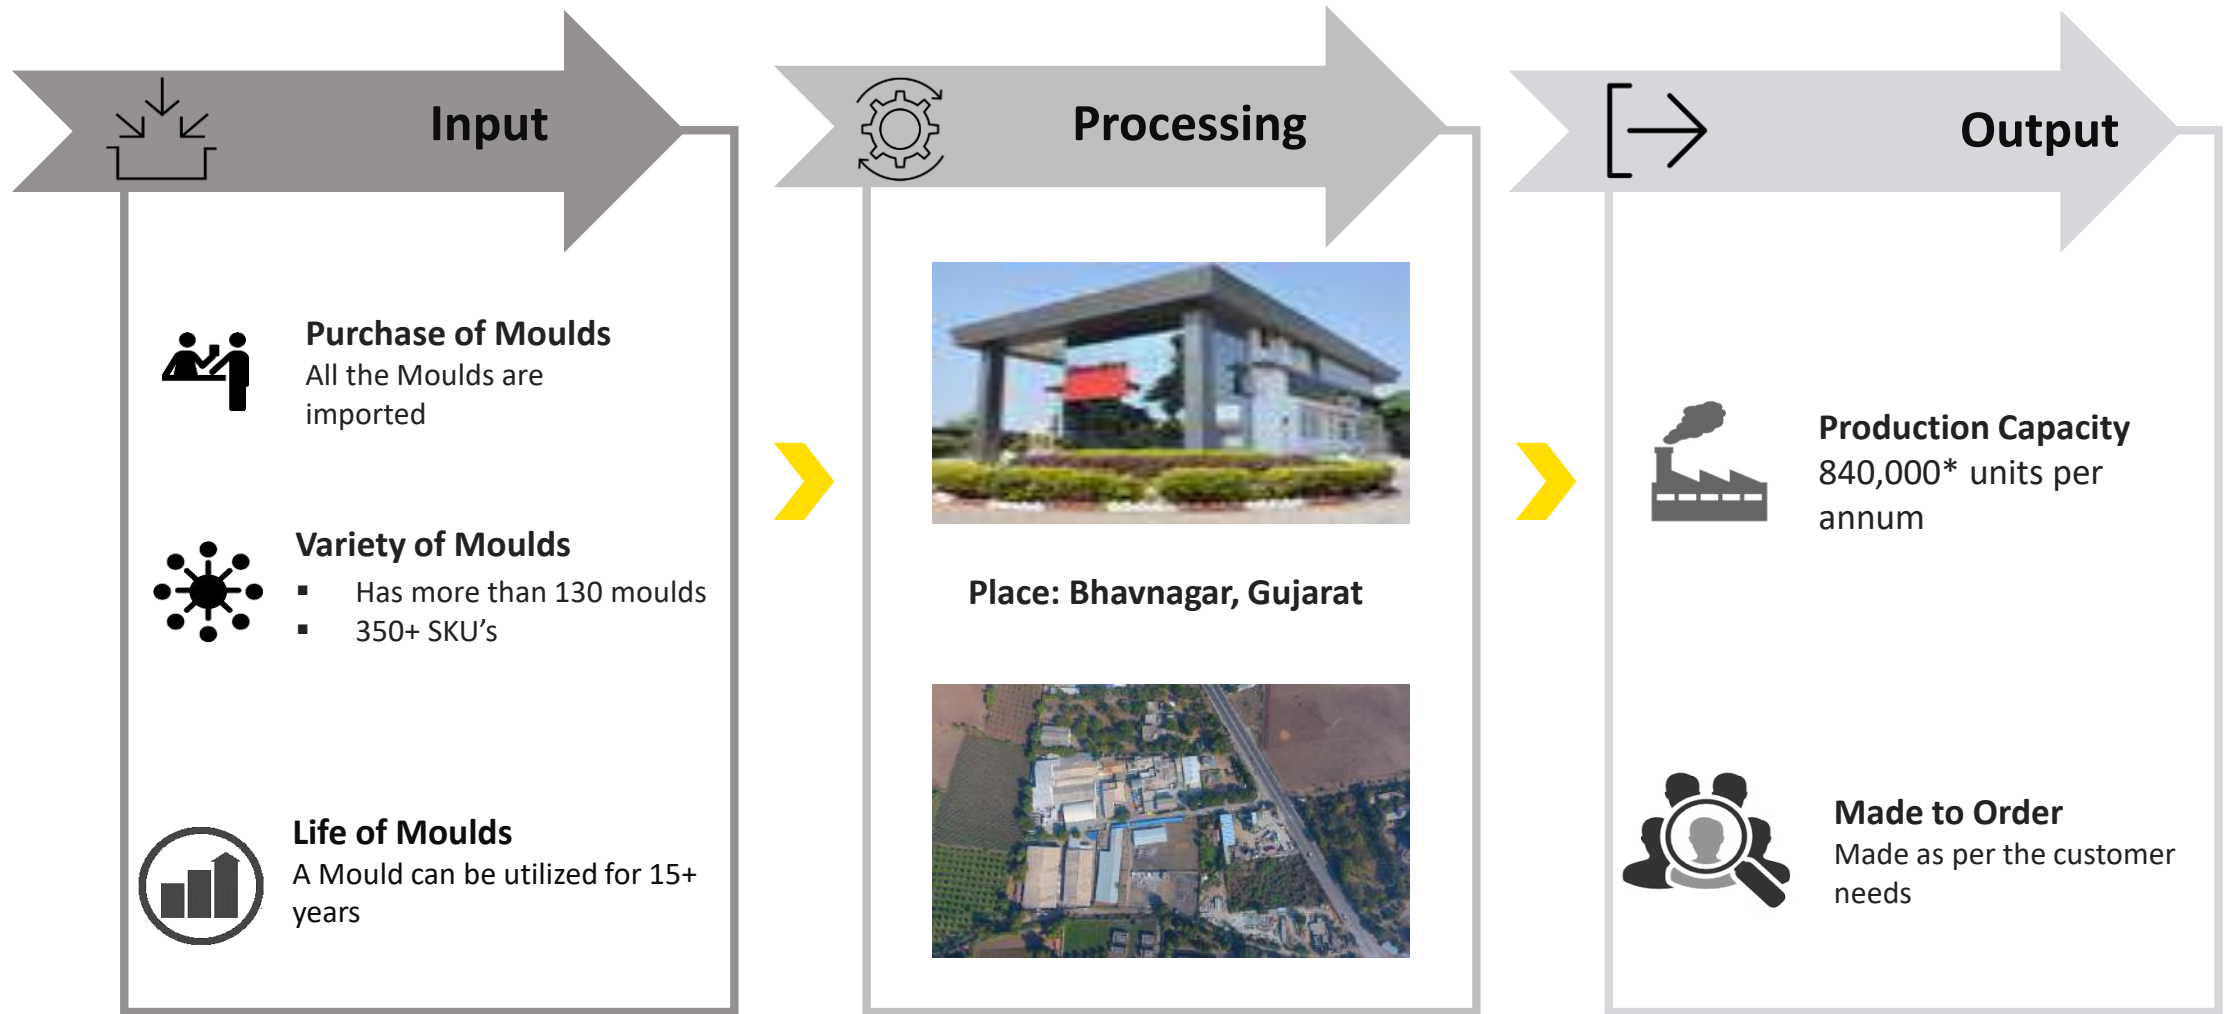 Input
Purchase of Moulds
All the Moulds are
imported
Variety of Moulds
▪ Has more than 130 moulds
▪ 350+ SKU’s
Life of Moulds
A Mould can be utilized for 15+
years
Processing
Place: Bhavnagar, Gujarat
Output
Production Capacity
840,000* units per
annum
Made to Order
Made as per the customer
needs